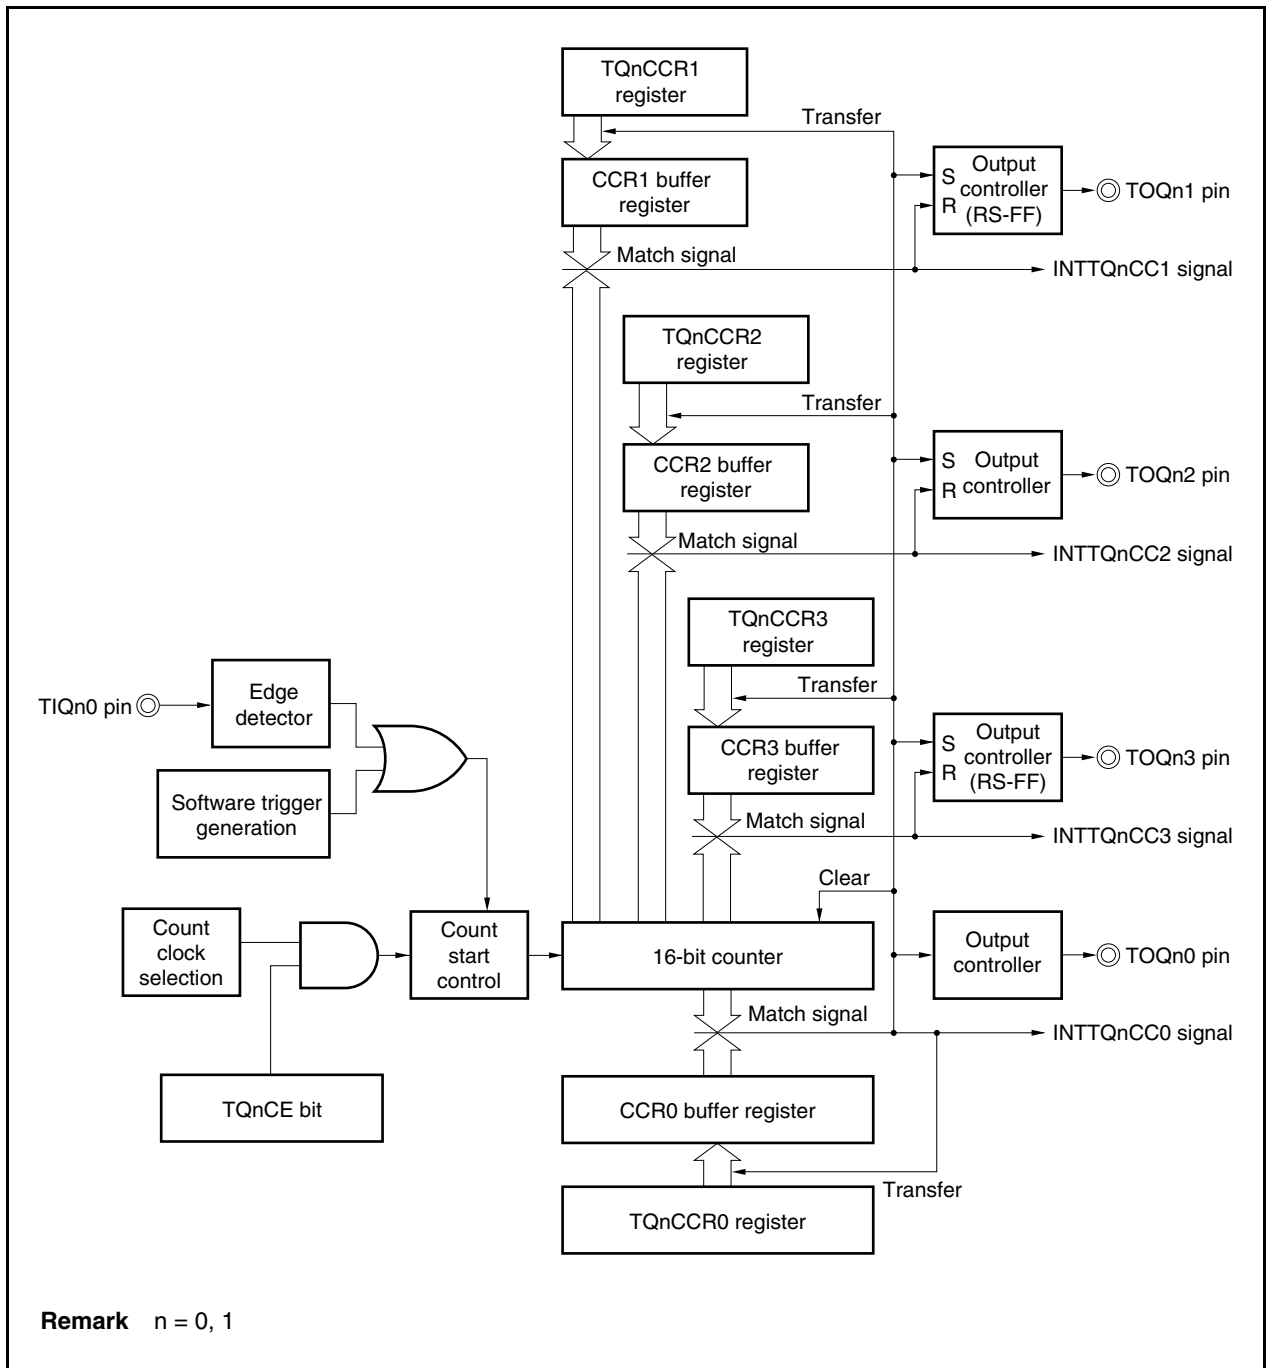 TQnCCR1
register
Transfer
CCR1 buffer
register
S
R
Output
controller
(RS-FF)
TOQn1 pin
Match signal
INTTQnCC1 signal
TQnCCR2
register
Transfer
CCR2 buffer
register
S
R
Output
controller
TOQn2 pin
Match signal
INTTQnCC2 signal
TQnCCR3
register
Transfer
TIQn0 pin
Edge
detector
CCR3 buffer
register
S
R
Output
controller
(RS-FF)
TOQn3 pin
Software trigger
generation
Match signal
INTTQnCC3 signal
Clear
Count
clock
selection
Count
start
control
16-bit counter
Output
controller
TOQn0 pin
Match signal
INTTQnCC0 signal
TQnCE bit
CCR0 buffer register
Transfer
TQnCCR0 register
Remark n = 0, 1